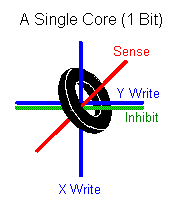 A Single Core (1 Bit)
Sense
Y Write
Inhibit
X Write